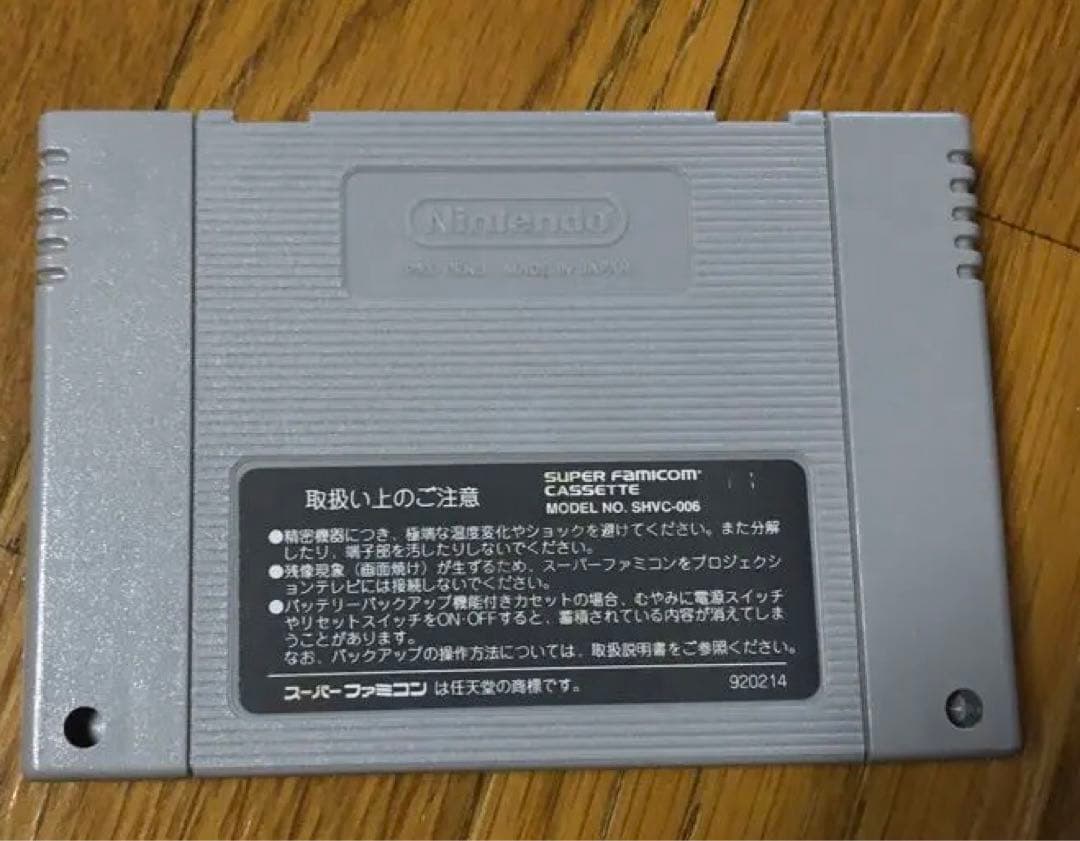 Nintendo
MADE IN JAPAN
取扱い上のご注意
SUPER FAMICOM
CASSETTE
MODEL NO. SHVC-006
●精密機器につき、極端な温度変化やショックを避けてください。また分解
したり、端子部を汚したりしないでください。
●残像現象（画面焼け）が生ずるため、スーパーファミコンをプロジェクシ
ョンテレビには接続しないでください。
●バッテリーバックアップ機能付きカセットの場合、むやみに電源スイッチ
やリセットスイッチをON·OFFすると、蓄積されている内容が消えてしま
うことがあります。
なお、バックアップの操作方法については、取扱説明書をご参照ください。
スーパーファミコン は任天堂の商標です。
920214